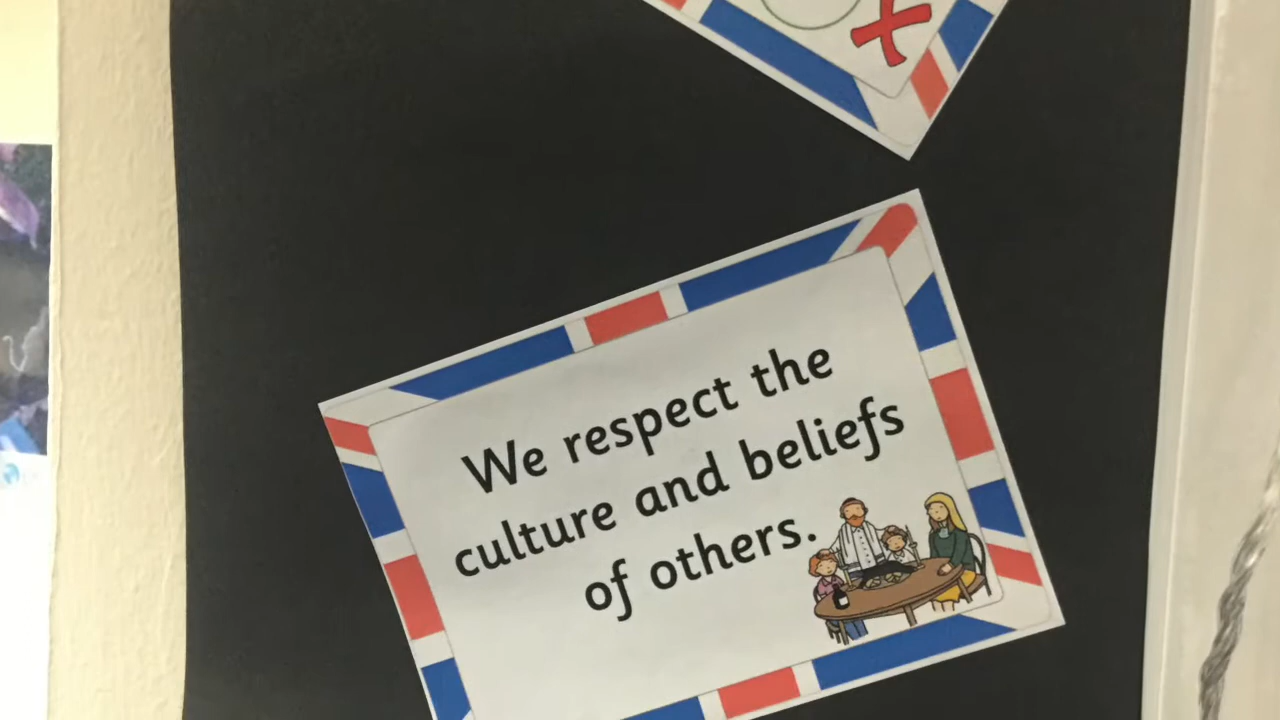 We respect the
culture and beliefs
of others.